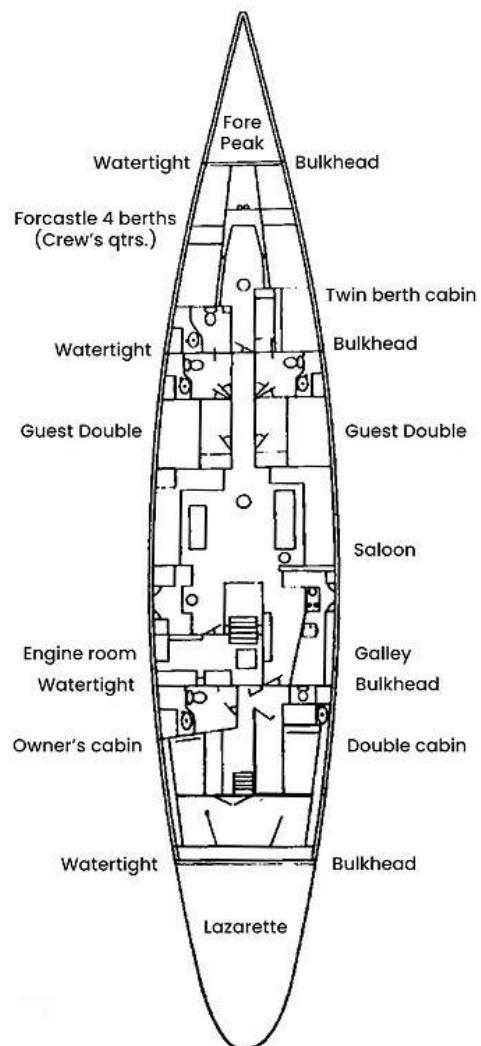 Fore
Peak
Watertight Bulkhead
Forcastle 4 berths
(Crew's qtrs.)
Twin berth cabin
Watertight Bulkhead
Guest Double Guest Double
Saloon
Engine room Galley
Watertight Bulkhead
Owner's cabin Double cabin
Watertight Bulkhead
Lazarette